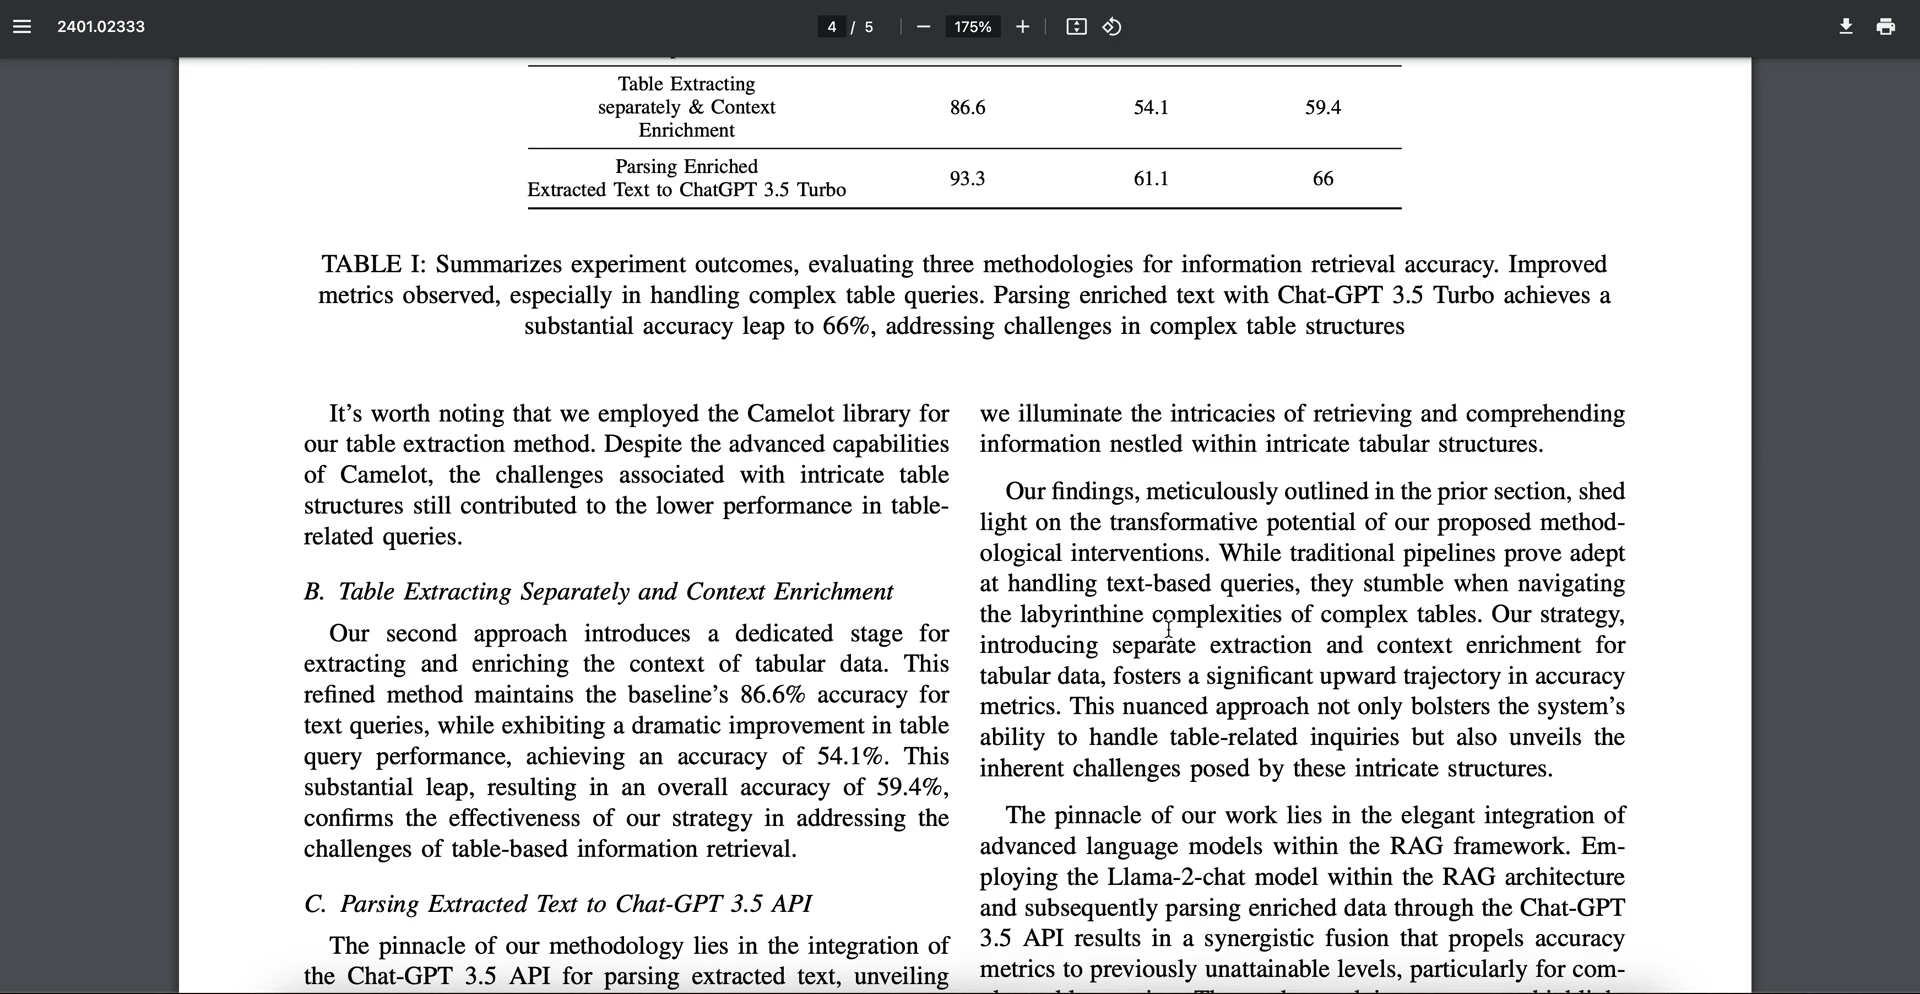 2401.02333
4 / 5
175%
Table Extracting
separately & Context
Enrichment
86.6
54.1
59.4
Parsing Enriched
Extracted Text to ChatGPT 3.5 Turbo
93.3
61.1
66
TABLE I: Summarizes experiment outcomes, evaluating three methodologies for information retrieval accuracy. Improved
metrics observed, especially in handling complex table queries. Parsing enriched text with Chat-GPT 3.5 Turbo achieves a
substantial accuracy leap to 66%, addressing challenges in complex table structures
It's worth noting that we employed the Camelot library for
our table extraction method. Despite the advanced capabilities
of Camelot, the challenges associated with intricate table
structures still contributed to the lower performance in table-
related queries.
B. Table Extracting Separately and Context Enrichment
Our second approach introduces a dedicated stage for
extracting and enriching the context of tabular data. This
refined method maintains the baseline's 86.6% accuracy for
text queries, while exhibiting a dramatic improvement in table
query performance, achieving an accuracy of 54.1%. This
substantial leap, resulting in an overall accuracy of 59.4%,
confirms the effectiveness of our strategy in addressing the
challenges of table-based information retrieval.
C. Parsing Extracted Text to Chat-GPT 3.5 API
The pinnacle of our methodology lies in the integration of
the Chat-GPT 3.5 API for parsing extracted text, unveiling
we illuminate the intricacies of retrieving and comprehending
information nestled within intricate tabular structures.
Our findings, meticulously outlined in the prior section, shed
light on the transformative potential of our proposed method-
ological interventions. While traditional pipelines prove adept
at handling text-based queries, they stumble when navigating
the labyrinthine complexities of complex tables. Our strategy,
introducing separate extraction and context enrichment for
tabular data, fosters a significant upward trajectory in accuracy
metrics. This nuanced approach not only bolsters the system's
ability to handle table-related inquiries but also unveils the
inherent challenges posed by these intricate structures.
The pinnacle of our work lies in the elegant integration of
advanced language models within the RAG framework. Em-
ploying the Llama-2-chat model within the RAG architecture
and subsequently parsing enriched data through the Chat-GPT
3.5 API results in a synergistic fusion that propels accuracy
metrics to previously unattainable levels, particularly for com-